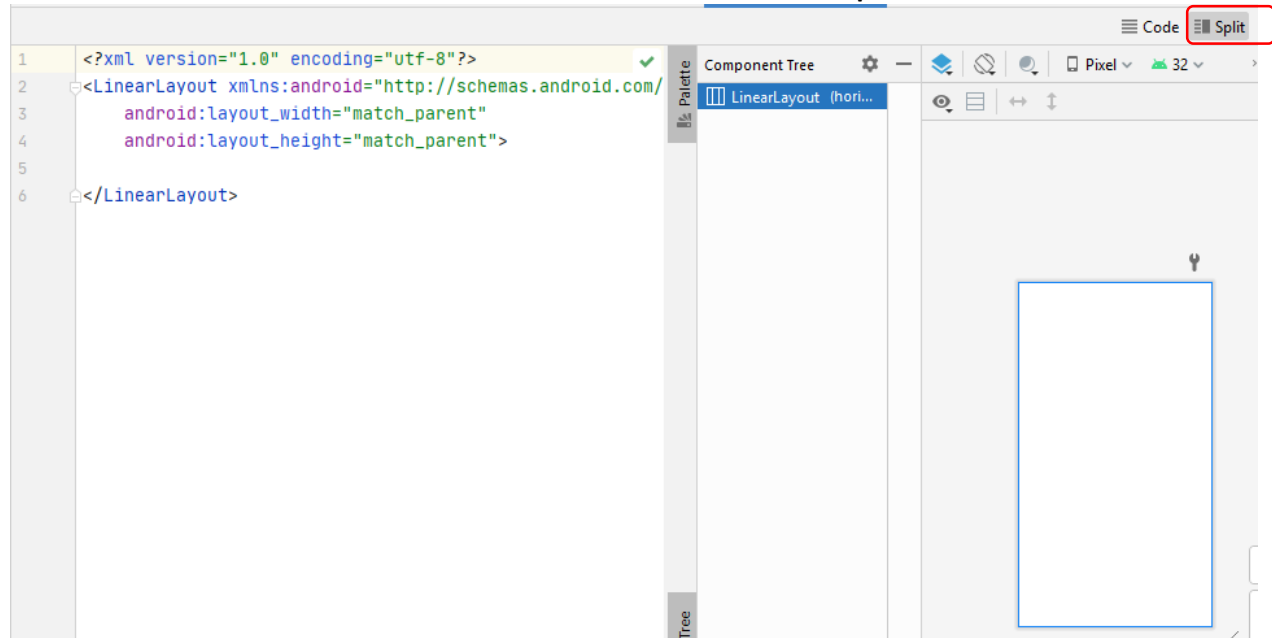 Code Split
1 <?xml version="1.0" encoding="utf-8"?>
2 <LinearLayout xmlns:android="http://schemas.android.com/
3 android:layout_width="match_parent"
4 android:layout_height="match_parent">
5
6 </LinearLayout>
Palette
Component Tree
LinearLayout (hori...
Pixel 32
Tree